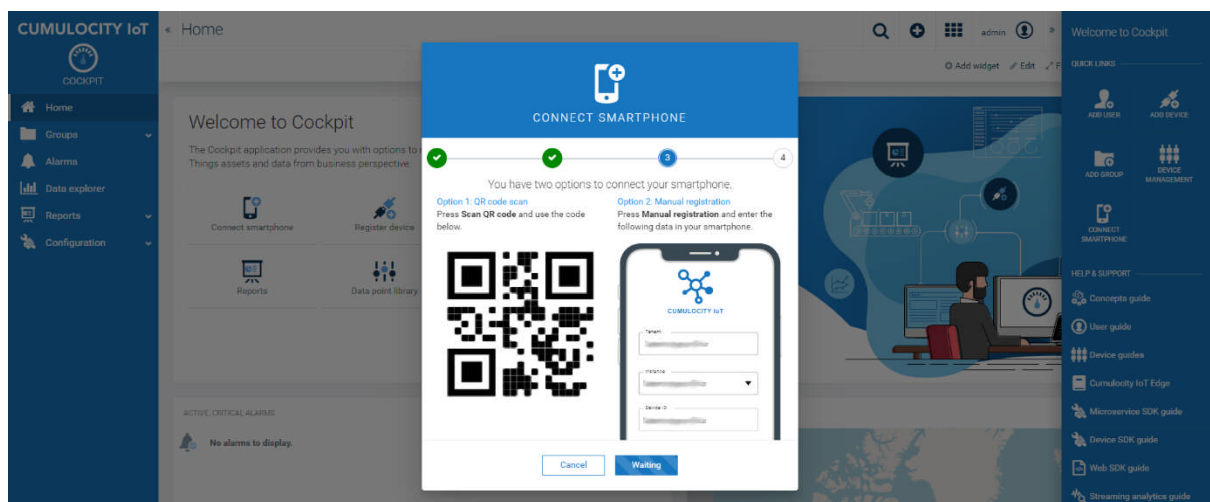 CUMULOCITY IoT
COCKPIT
Home
Groups
Alarms
Data explorer
Reports
Configuration
« Home
admin
»
Add widget
Edit
Welcome to Cockpit
The Cockpit application provides you with options to
Things assets and data from business perspective.
Connect smartphone
Register device
Reports
Data point library
ACTIVE, CRITICAL ALARMS
No alarms to display.
CONNECT SMARTPHONE
3
4
You have two options to connect your smartphone.
Option 1: QR code scan
Press Scan QR code and use the code
below.
Option 2: Manual registration
Press Manual registration and enter the
following data in your smartphone.
CUMULOCITY IoT
Tenant
Instance
Device ID
Cancel
Waiting
Welcome to Cockpit
QUICK LINKS
ADD USER
ADD DEVICE
ADD GROUP
DEVICE
MANAGEMENT
CONNECT
SMARTPHONE
HELP & SUPPORT
Concepts guide
User guide
Device guides
Cumulocity IoT Edge
Microservice SDK guide
Device SDK guide
Web SDK guide
Streaming analytics guide